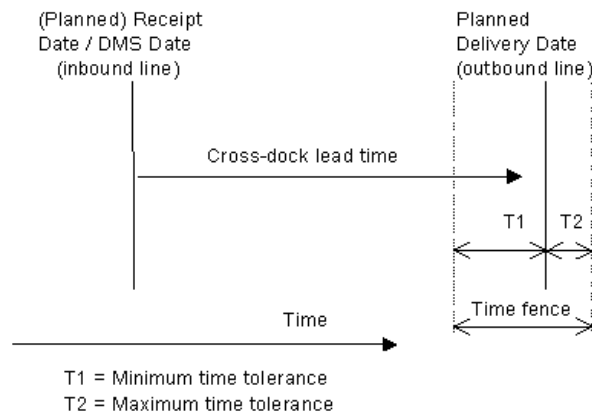 (Planned) Receipt
Date / DMS Date
(inbound line)
Planned
Delivery Date
(outbound line)
Cross-dock lead time
T1
T2
Time fence
Time
T1 = Minimum time tolerance
T2 = Maximum time tolerance